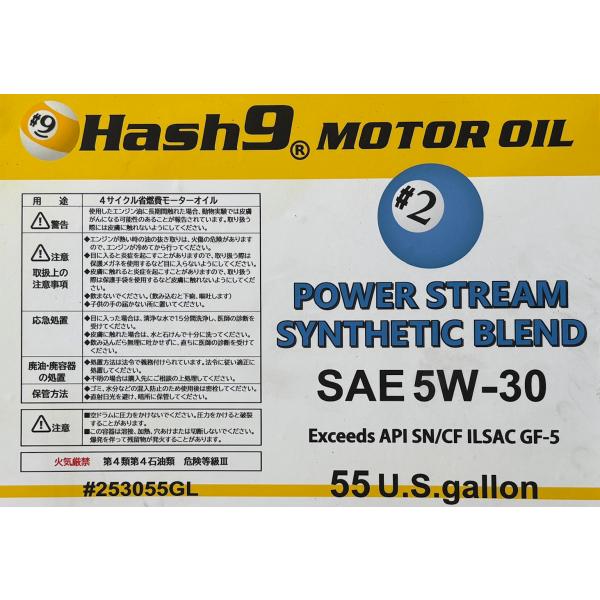 #9 Hash9® MOTOR OIL
#2
POWER STREAM
SYNTHETIC BLEND
SAE 5W-30
Exceeds API SN/CF ILSAC GF-5
55 U.S.gallon
用 途 4サイクル省燃費モーターオイル
警告 使用したエンジン油に長期間触れた場合、動物実験では皮膚
がんになる可能性のあることが報告されています。取り扱う
際には皮膚に触れないようにしてください。
注意
取扱上の
注意事項
●エンジンが熱い時の油の抜き取りは、火傷の危険がありますの
で、エンジンが冷めてから行ってください。
●目に入ると炎症を起こすことがありますので、取り扱う際は
保護メガネを使用するなど目に入らないようにしてください。
●皮膚に触れると炎症を起こすことがありますので、取り扱う
際は保護手袋を使用するなど皮膚に触れないようにしてくだ
さい。
●飲まないでください。(飲み込むと下痢、嘔吐します)
●子供の手の届かない所に置いてください。
応急処置
●目に入った場合は、清浄な水で15分間洗浄し、医師の診断を
受けてください。
●皮膚に触れた場合は、水と石けんで十分に洗ってください。
●飲み込んだら無理に吐かせずに、直ちに医師の診断を受けて
ください。
廃油・廃容器
の処置
●処置方法は法令で義務付けられています。法令に従い適正に
処置してください。
●不明の場合は購入先にご相談の上処理してください。
保管方法
●ゴミ、水分などの混入防止のため使用後は密栓してください。
●直射日光を避け、暗所に保管してください。
注意
■空ドラムに圧力をかけないでください。圧力をかけると破裂
することがあります。
■この容器は溶接、加熱、穴あけまたは切断しないでください。
爆発を伴って残留物が発火することがあります。
火気厳禁 第4類第4石油類 危険等級Ⅲ
#253055GL